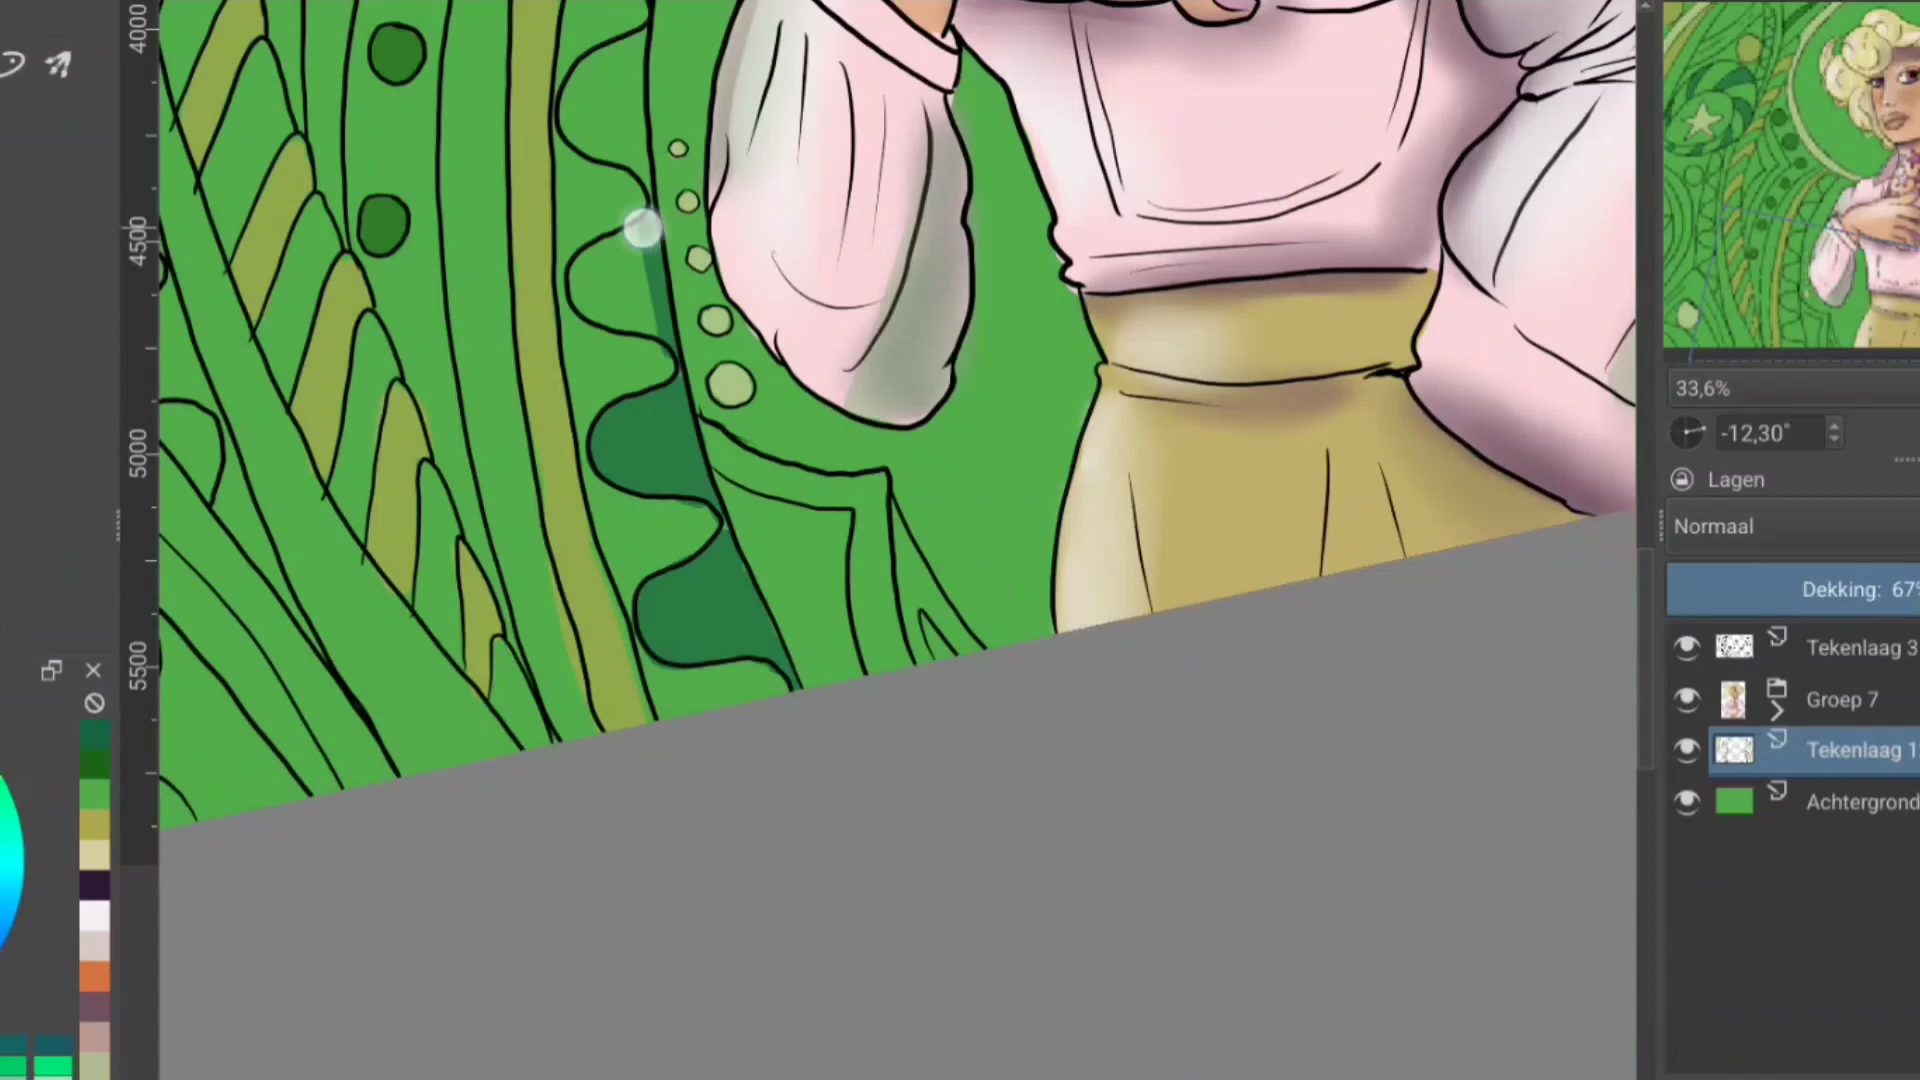 4000
4500
5000
5500
33,6%
-12,30°
Lagen
Normaal
Dekking: 67%
Tekenlaag 3
Groep 7
Tekenlaag 1
Achtergrond